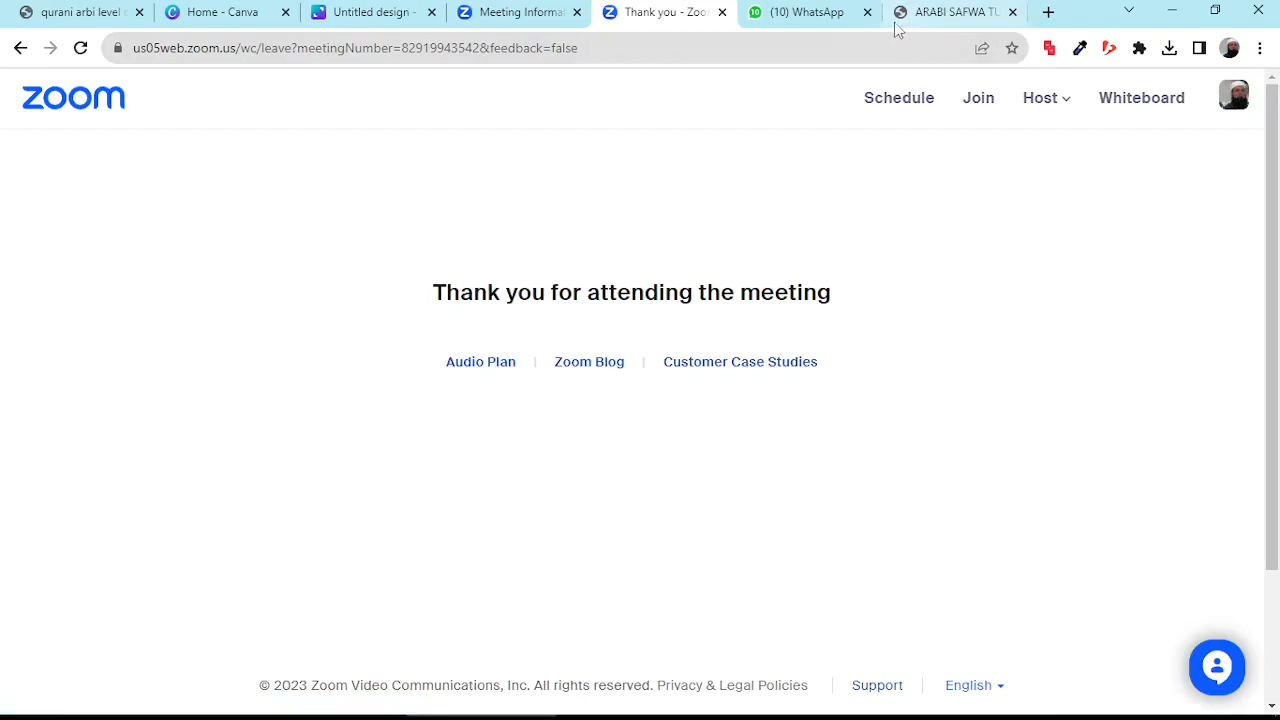 qurani arbi level
Home - Canva
Untitled design -
Meeting Informat
Thank you - Zoo
(10) WhatsApp
ARABI SAFWA TU
us05web.zoom.us/wc/leave?meetingNumber=82919943542&feedback=false
zoom
Schedule
Join
Host
Whiteboard
Thank you for attending the meeting
Audio Plan
Zoom Blog
Customer Case Studies
© 2023 Zoom Video Communications, Inc. All rights reserved. Privacy & Legal Policies
Support
English